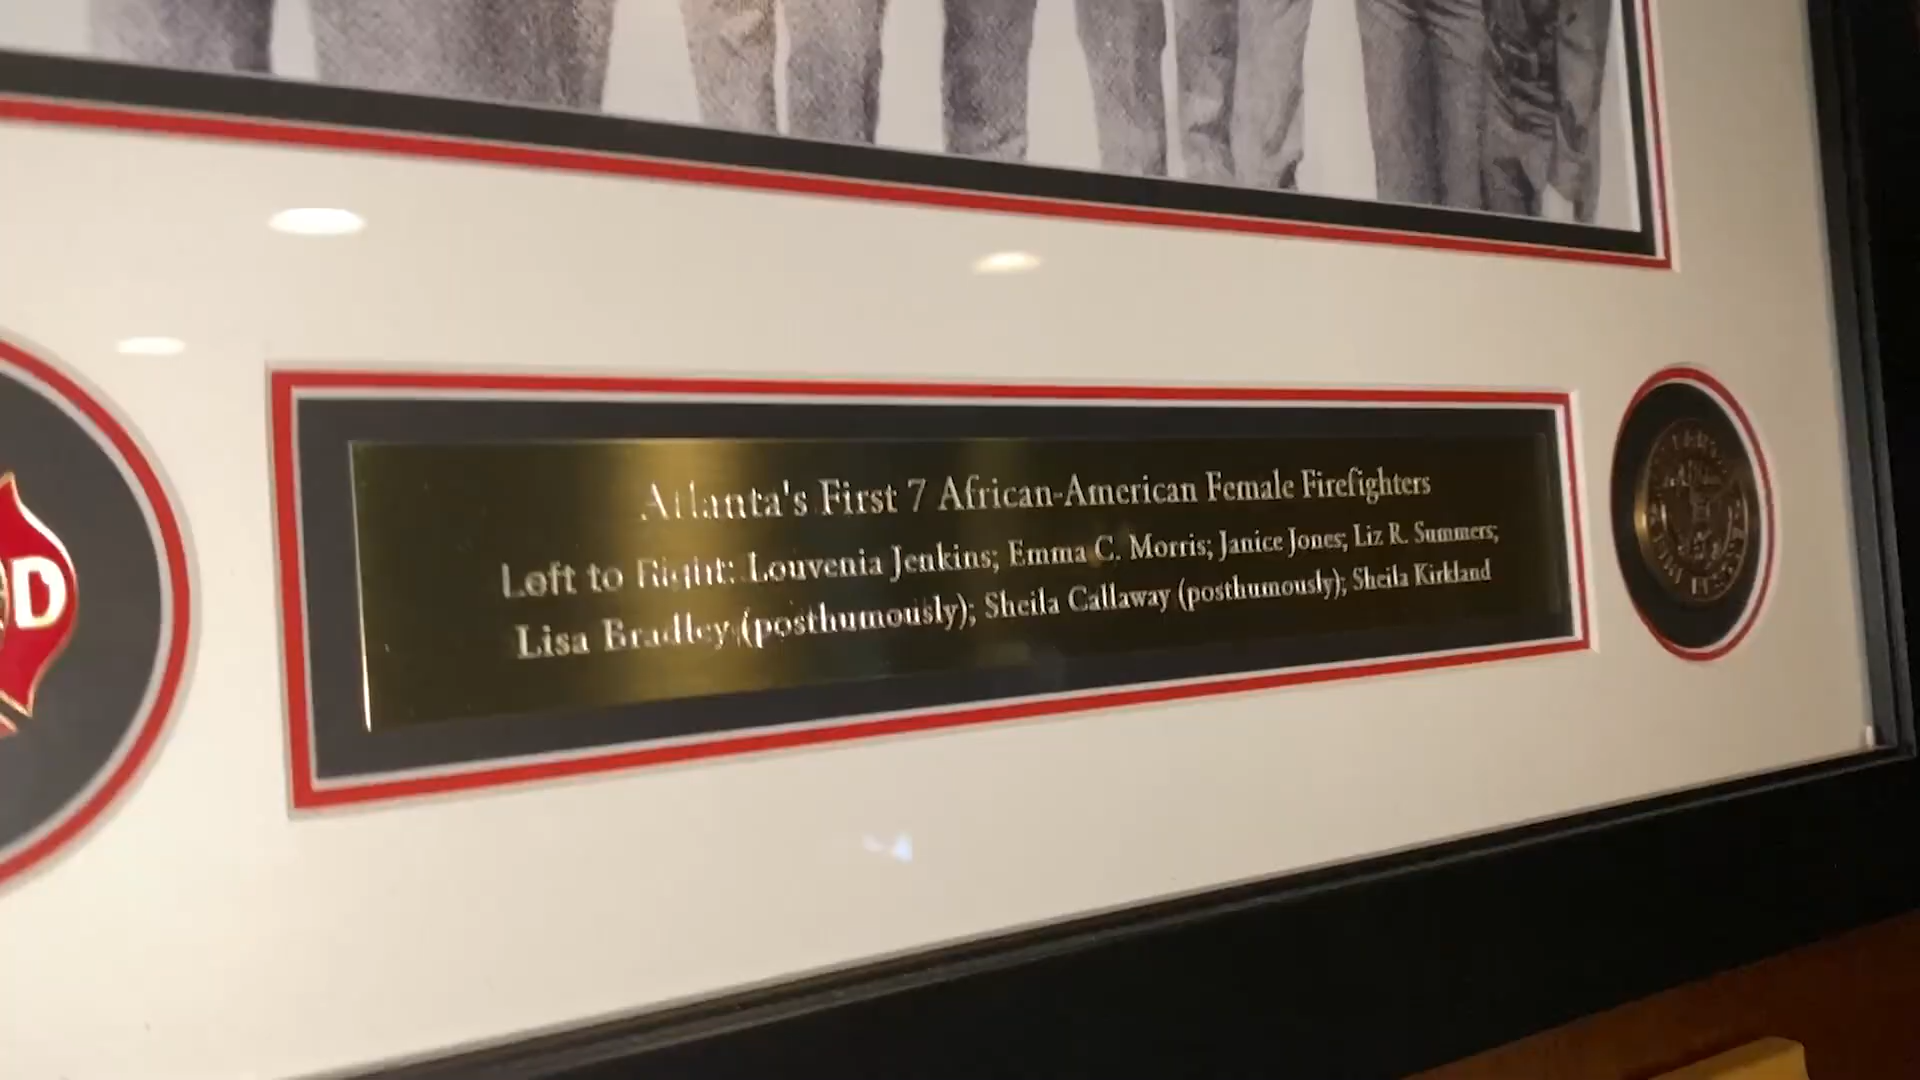 Atlanta's First 7 African-American Female Firefighters
Left to Right: Louvenia Jenkins; Emma C. Morris; Janice Jones; Liz R. Summers;
Lisa Bradley (posthumously); Sheila Callaway (posthumously); Sheila Kirkland
D